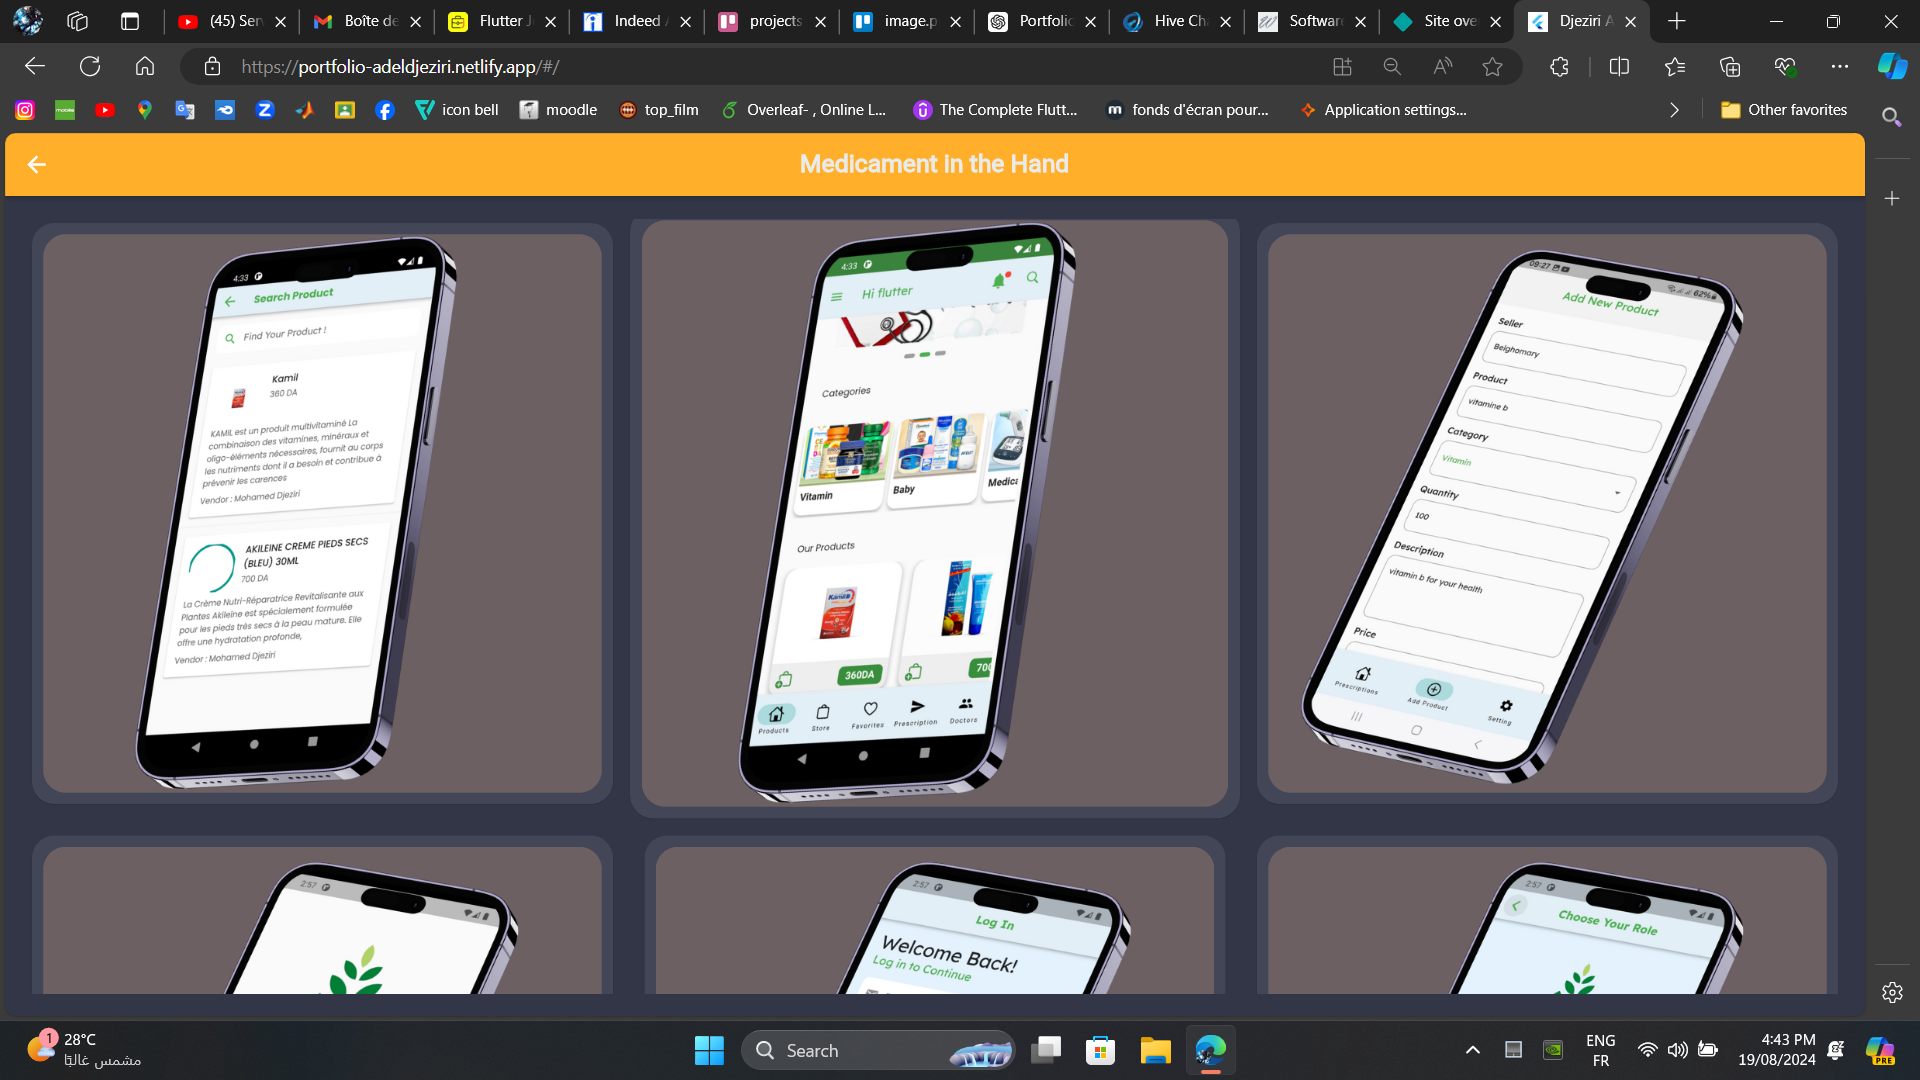 (45) Ser
Boîte de
Flutter J
Indeed
projects
image.p
Portfolio
Hive Ch
Software
Site ove
Djeziri A
https://portfolio-adeldjeziri.netlify.app/#/
icon bell
moodle
top_film
Overleaf- , Online L...
The Complete Flutt...
fonds d'écran pour...
Application settings...
Other favorites
Medicament in the Hand
4:33
Search Product
Find Your Product !
Kamil
360 DA
KAMIL est un produit multivitaminé La
combinaison des vitamines, minéraux et
oligo-éléments nécessaires, fournit au corps
les nutriments dont il a besoin et contribue à
prévenir les carences
Vendor : Mohamed Djeziri
AKILEINE CREME PIEDS SECS
(BLEU) 30ML
700 DA
La Crème Nutri-Réparatrice Revitalisante aux
Plantes Akileïne est spécialement formulée
pour les pieds très secs à la peau mature. Elle
offre une hydratation profonde,
Vendor : Mohamed Djeziri
4:33
Hi flutter
Categories
Vitamin
Baby
Medica
Our Products
360DA
700
Products
Store
Favorites
Prescription
Doctors
09:27
62%
Add New Product
Seller
Belghomary
Product
vitamine b
Category
Vitamin
Quantity
100
Description
vitamin b for your health
Price
Prescriptions
Add Product
Setting
2:57
2:57
Log In
Welcome Back!
Log in to Continue
2:57
Choose Your Role
1
28°C
مشمس غالبًا
Search
ENG
FR
4:43 PM
19/08/2024
PRE